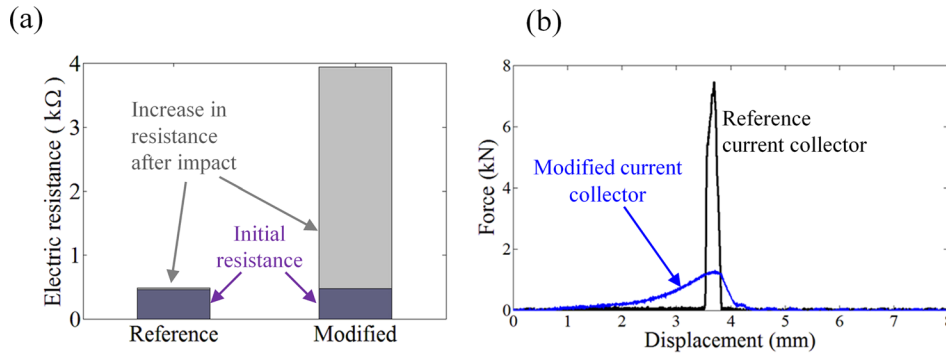 (a)
4
3
2
1
0
Electric resistance ( kΩ )
Increase in
resistance
after impact
Initial
resistance
Reference
Modified
(b)
8
6
4
2
0
Force (kN)
Reference
current collector
Modified current
collector
0 1 2 3 4 5 6 7 8
Displacement (mm)